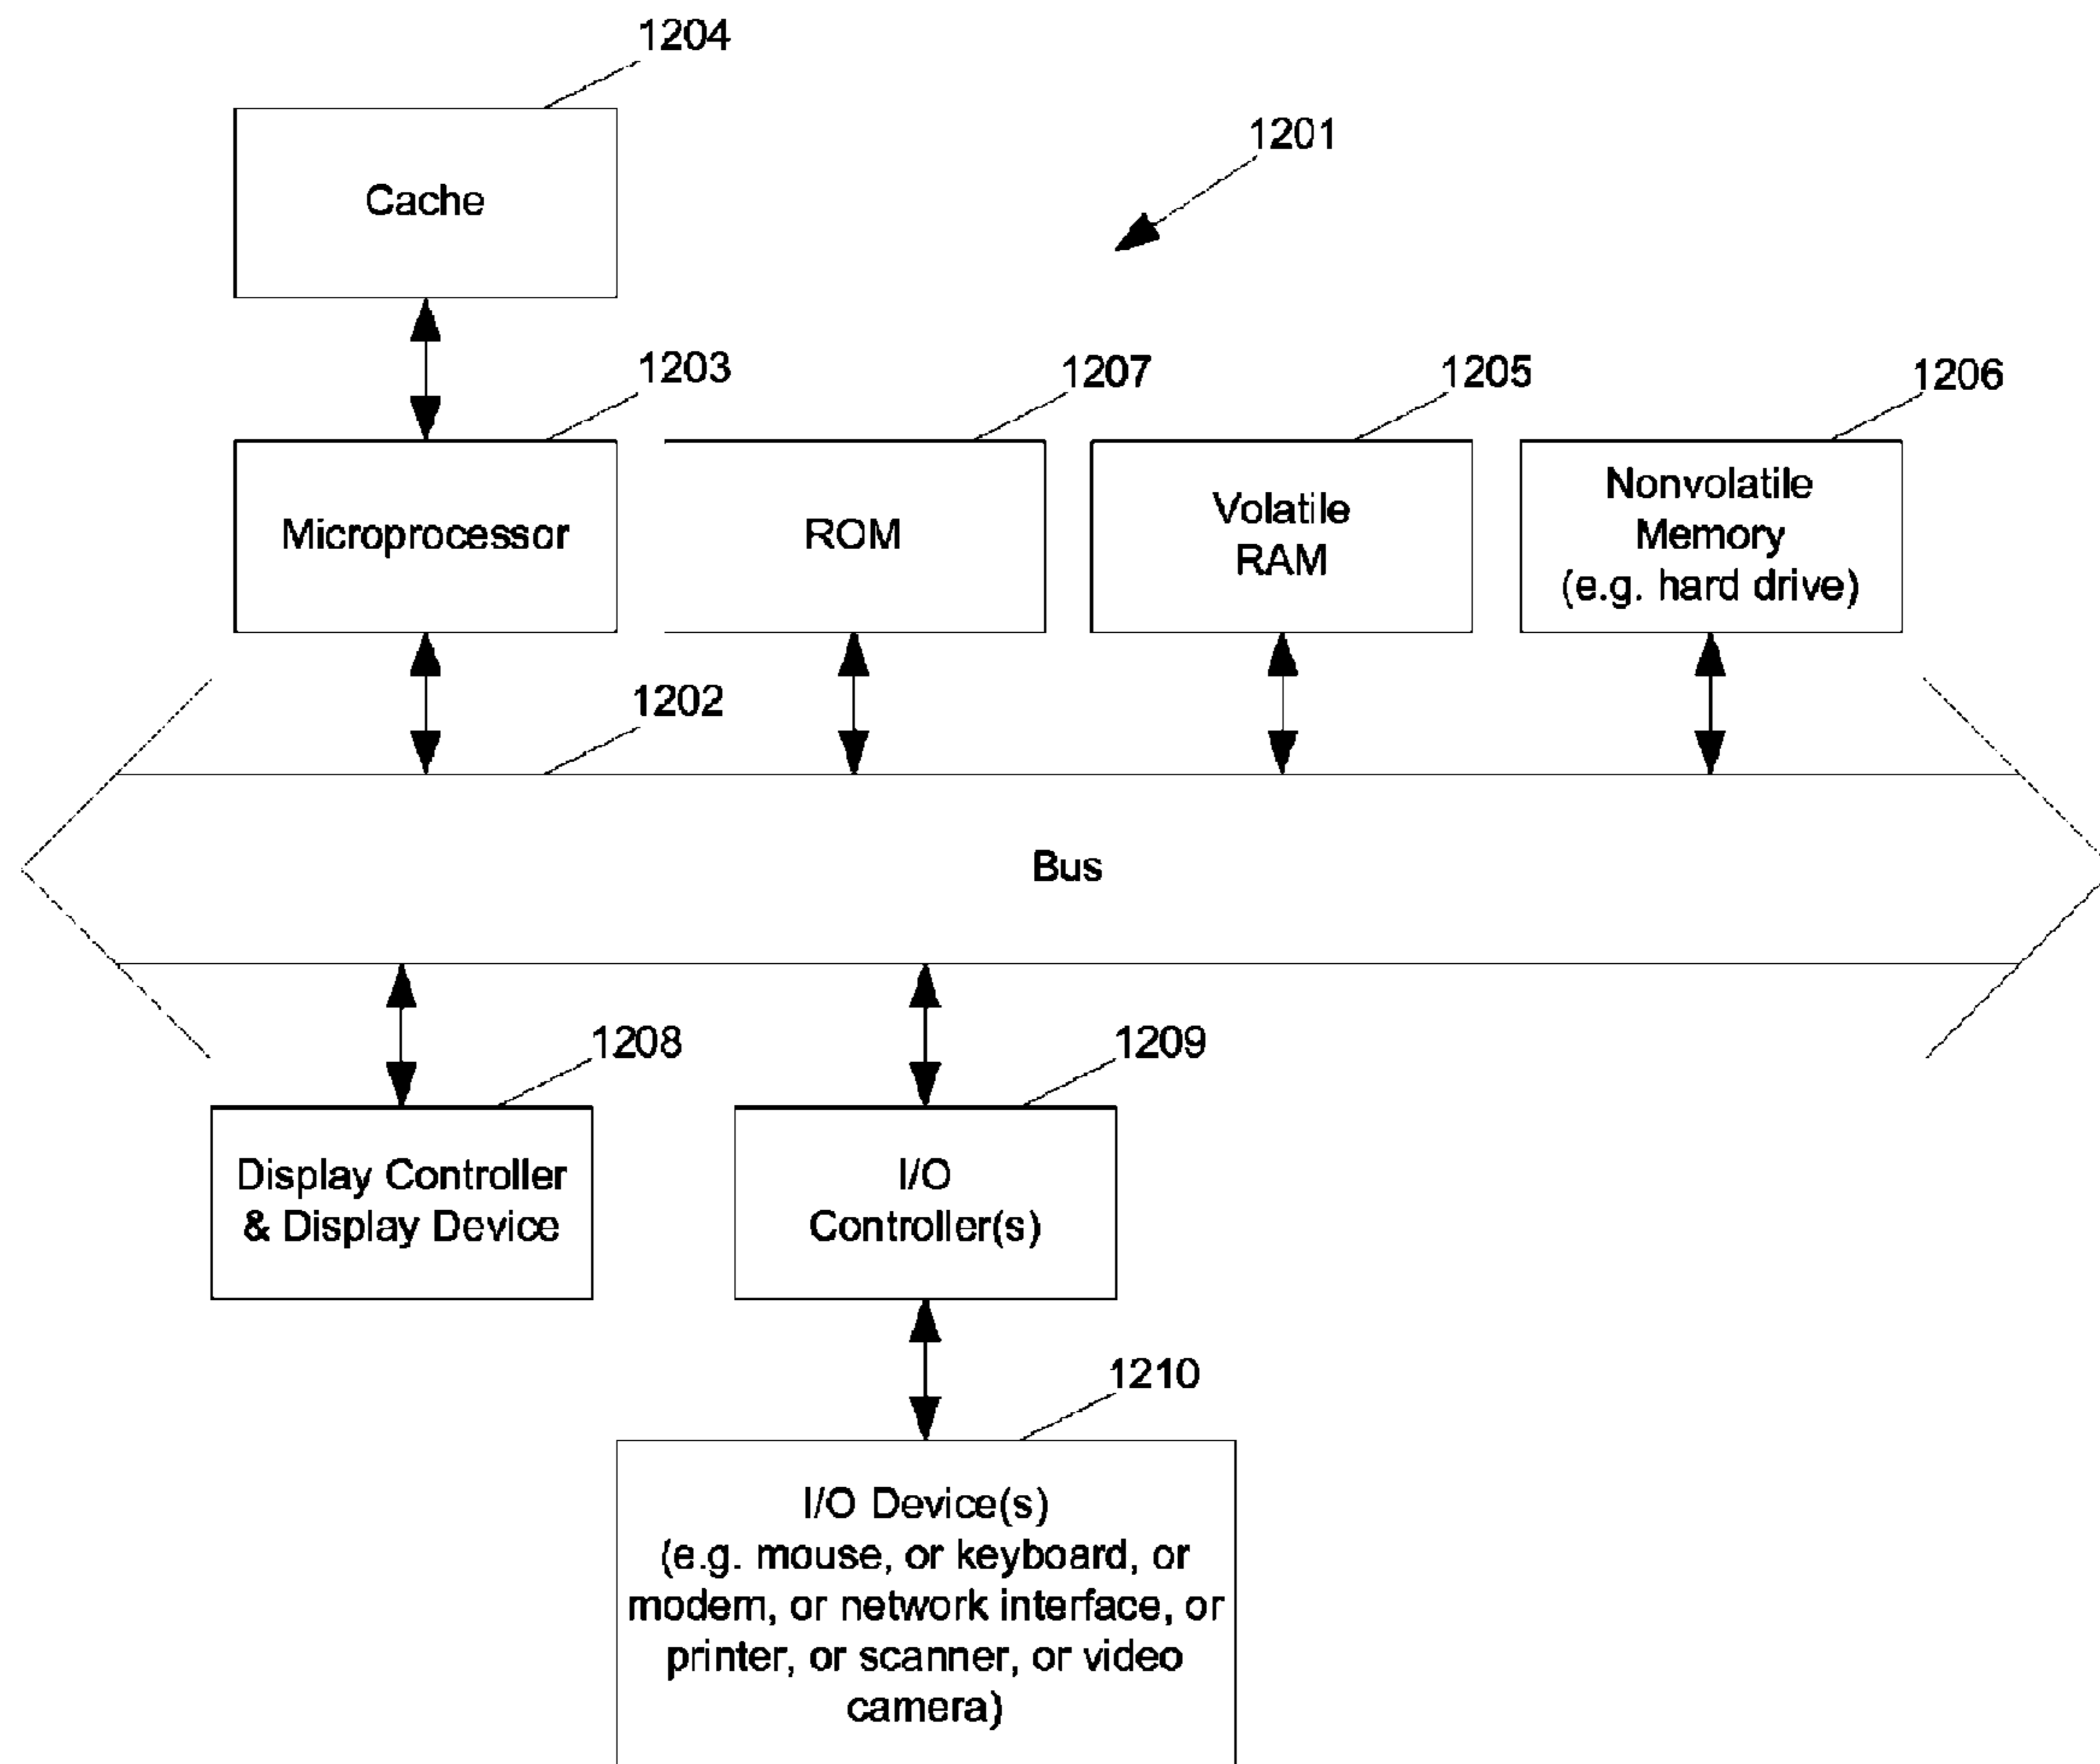 1204
Cache
1201
1203
1207
1205
1206
Microprocessor
ROM
Volatile
RAM
Nonvolatile
Memory
(e.g. hard drive)
1202
Bus
1208
1209
Display Controller
& Display Device
I/O
Controller(s)
1210
I/O Device(s)
(e.g. mouse, or keyboard, or
modem, or network interface, or
printer, or scanner, or video
camera)